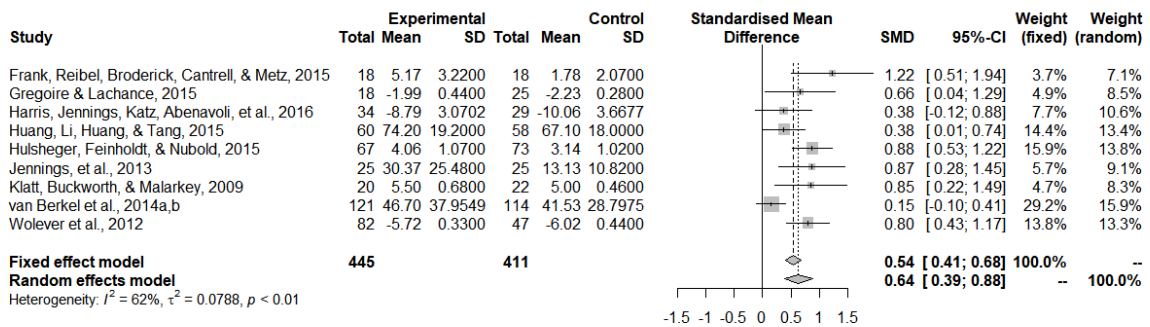 Experimental Control Standardised Mean Weight Weight
Study Total Mean SD Total Mean SD Difference SMD 95%-CI (fixed) (random)
Frank, Reibel, Broderick, Cantrell, & Metz, 2015 18 5.17 3.2200 18 1.78 2.0700 1.22 [ 0.51; 1.94] 3.7% 7.1%
Gregoire & Lachance, 2015 18 -1.99 0.4400 25 -2.23 0.2800 0.66 [ 0.04; 1.29] 4.9% 8.5%
Harris, Jennings, Katz, Abenavoli, et al., 2016 34 -8.79 3.0702 29 -10.06 3.6677 0.38 [-0.12; 0.88] 7.7% 10.6%
Huang, Li, Huang, & Tang, 2015 60 74.20 19.2000 58 67.10 18.0000 0.38 [ 0.01; 0.74] 14.4% 13.4%
Hulsheger, Feinholdt, & Nubold, 2015 67 4.06 1.0700 73 3.14 1.0200 0.88 [ 0.53; 1.22] 15.9% 13.8%
Jennings, et al., 2013 25 30.37 25.4800 25 13.13 10.8200 0.87 [ 0.28; 1.45] 5.7% 9.1%
Klatt, Buckworth, & Malarkey, 2009 20 5.50 0.6800 22 5.00 0.4600 0.85 [ 0.22; 1.49] 4.7% 8.3%
van Berkel et al., 2014a,b 121 46.70 37.9549 114 41.53 28.7975 0.15 [-0.10; 0.41] 29.2% 15.9%
Wolever et al., 2012 82 -5.72 0.3300 47 -6.02 0.4400 0.80 [ 0.43; 1.17] 13.8% 13.3%
Fixed effect model 445 411 0.54 [ 0.41; 0.68] 100.0% --
Random effects model 0.64 [ 0.39; 0.88] -- 100.0%
Heterogeneity: I² = 62%, τ² = 0.0788, p < 0.01
-1.5 -1 -0.5 0 0.5 1 1.5